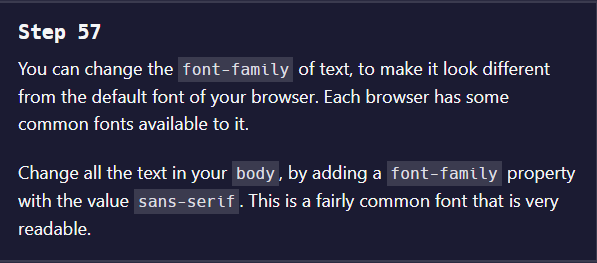 Step 57
You can change the font-family of text, to make it look different
from the default font of your browser. Each browser has some
common fonts available to it.
Change all the text in your body, by adding a font-family property
with the value sans-serif. This is a fairly common font that is very
readable.